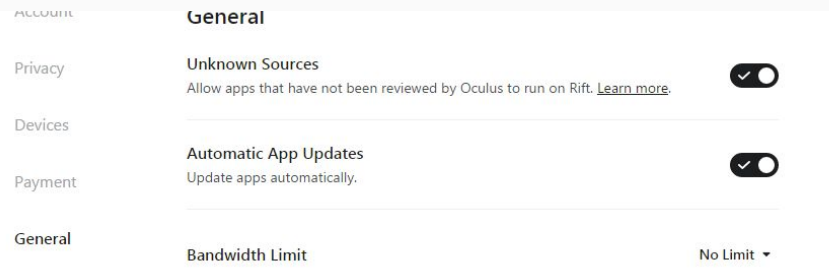 Account
General
Privacy
Unknown Sources
Allow apps that have not been reviewed by Oculus to run on Rift. Learn more.
Devices
Automatic App Updates
Update apps automatically.
Payment
General
Bandwidth Limit
No Limit